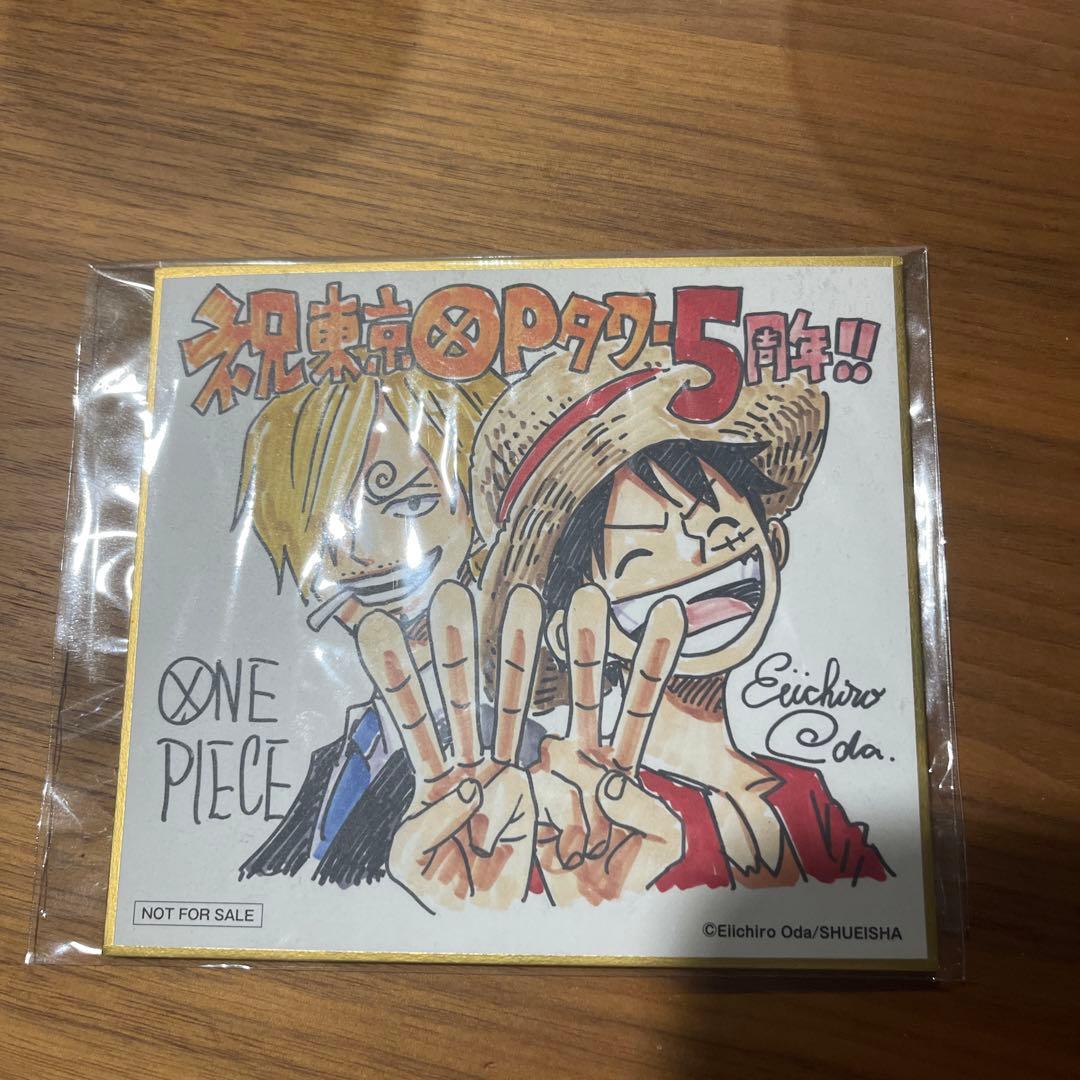 祝東京OPタワー5周年!!
ONE
PIECE
Eiichiro
Oda.
NOT FOR SALE
©Eiichiro Oda/SHUEISHA